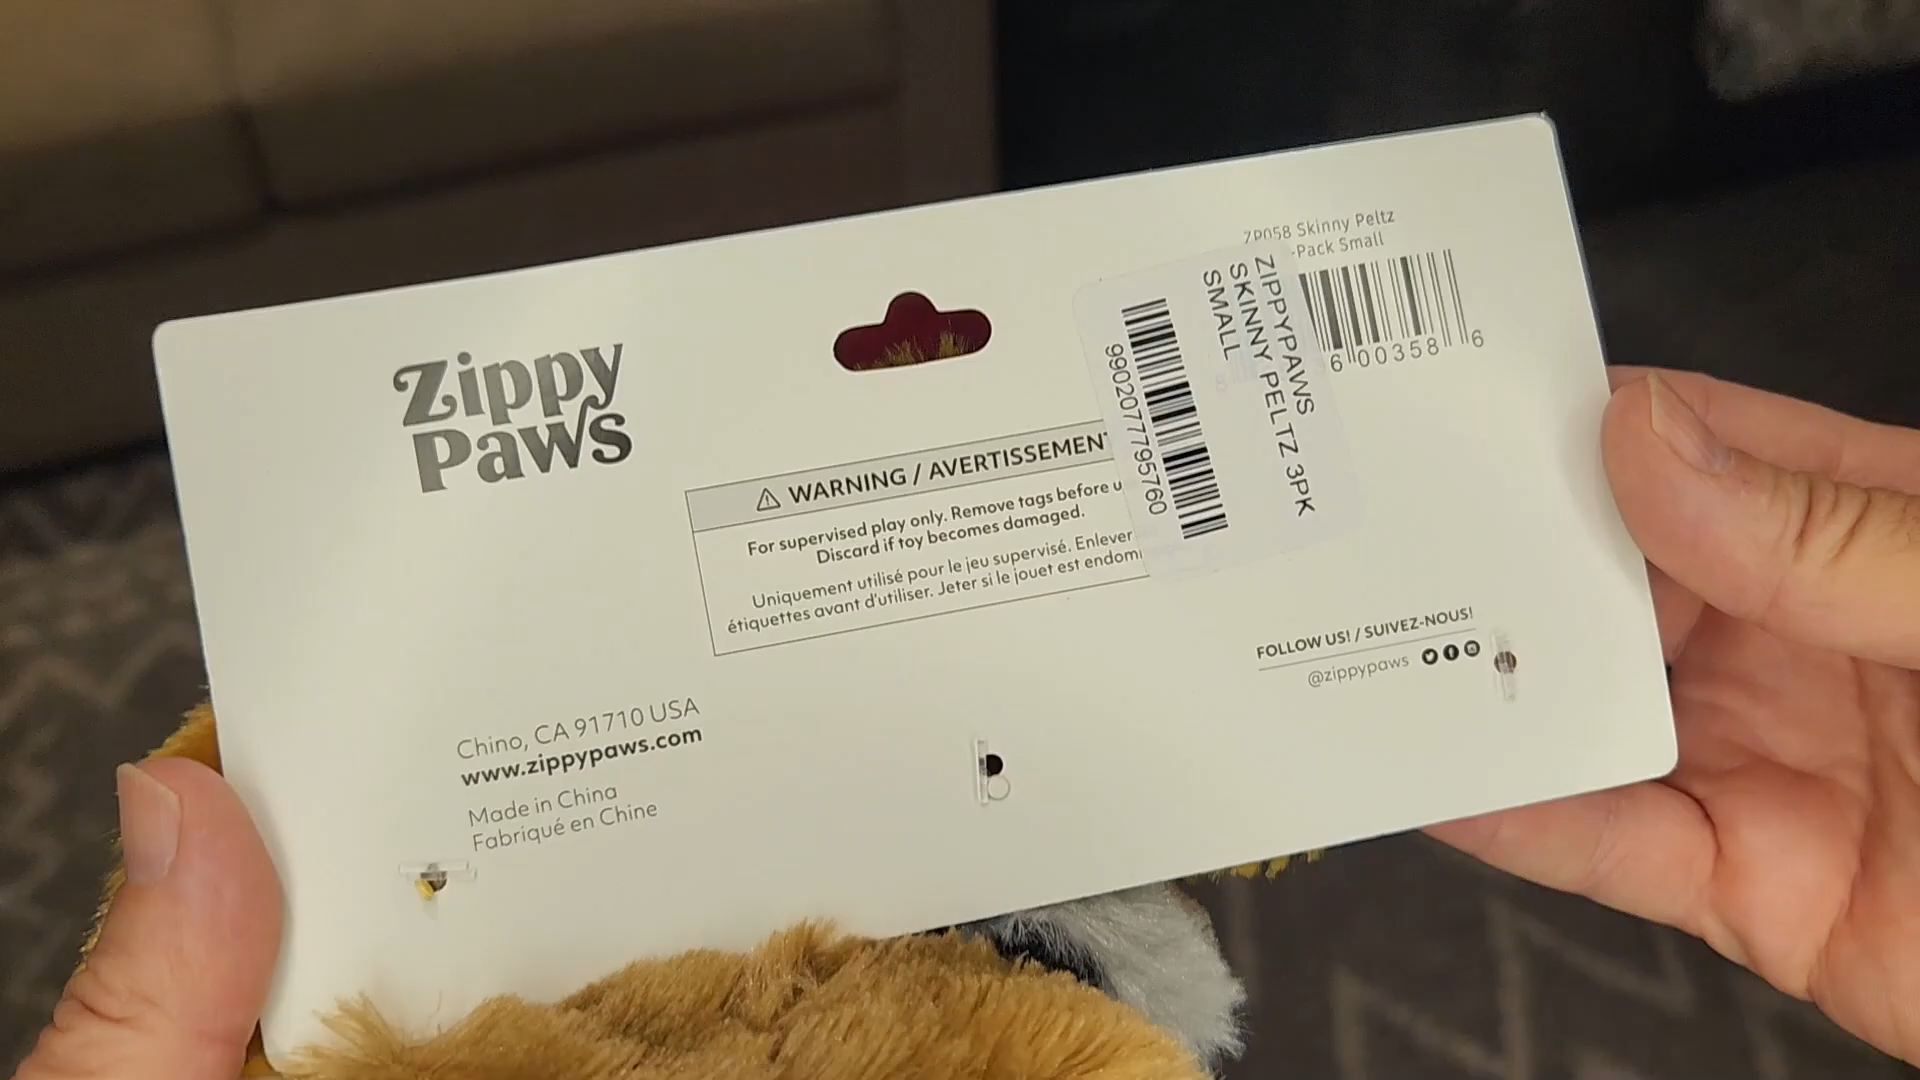 Zippy
Paws
ZP058 Skinny Peltz
-Pack Small
6 00358 6
ZIPPYPAWS
SKINNY PELTZ 3PK
SMALL
9902077795760
WARNING / AVERTISSEMENT
For supervised play only. Remove tags before u
Discard if toy becomes damaged.
Uniquement utilisé pour le jeu supervisé. Enlever
étiquettes avant d'utiliser. Jeter si le jouet est endom
FOLLOW US! / SUIVEZ-NOUS!
@zippypaws
Chino, CA 91710 USA
www.zippypaws.com
Made in China
Fabriqué en Chine